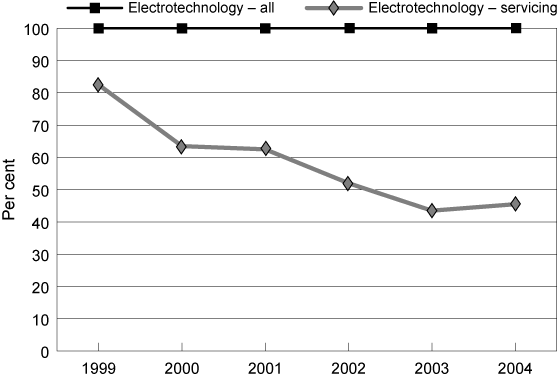 Electrotechnology – all
Electrotechnology – servicing
Per cent
100
90
80
70
60
50
40
30
20
10
0
1999 2000 2001 2002 2003 2004